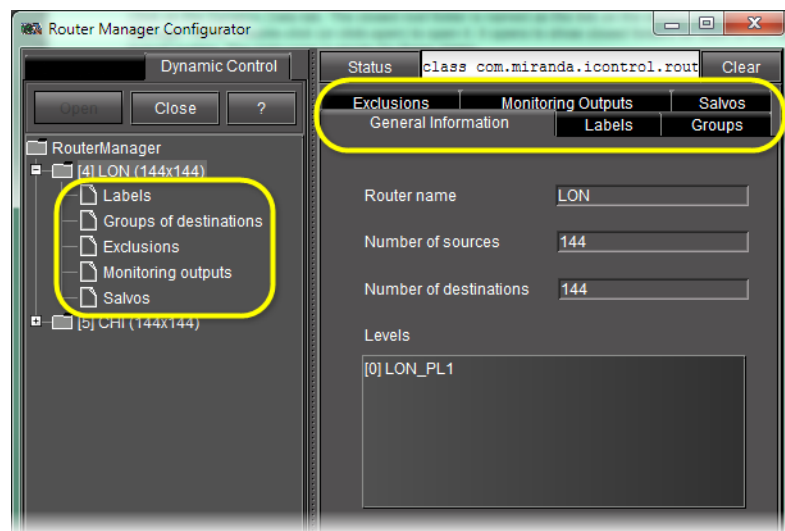 Router Manager Configurator
Dynamic Control
Open Close ?
RouterManager
[4] LON (144x144)
Labels
Groups of destinations
Exclusions
Monitoring outputs
Salvos
[5] CHI (144x144)
Status class com.miranda.icontrol.rout Clear
Exclusions Monitoring Outputs Salvos
General Information Labels Groups
Router name LON
Number of sources 144
Number of destinations 144
Levels
[0] LON_PL1